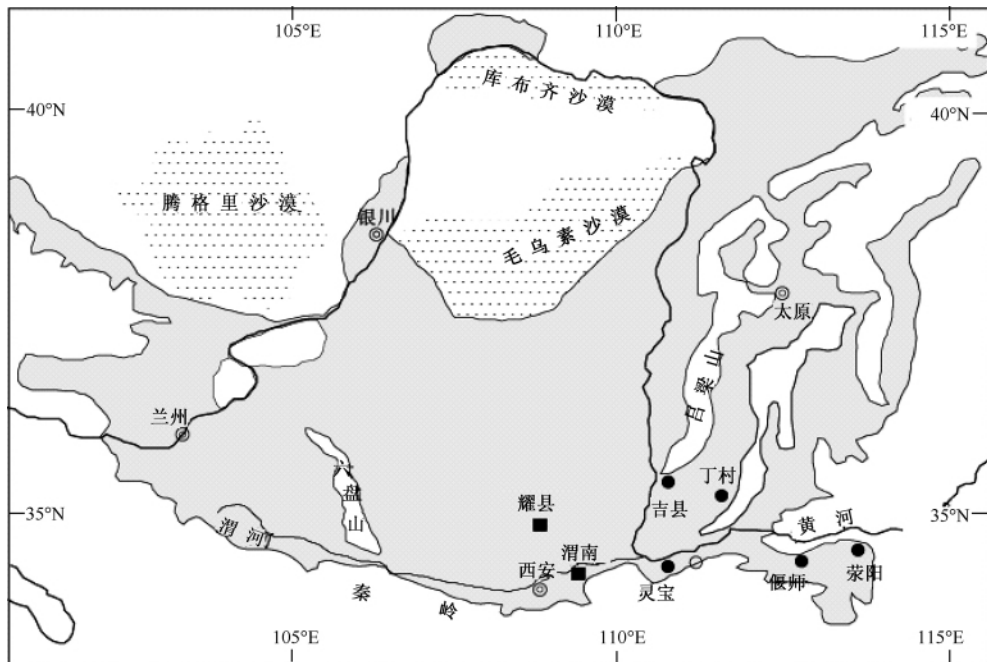 105°E
110°E
115°E
库布齐沙漠
40°N
40°N
腾格里沙漠
银川
毛乌素沙漠
太原
吕梁山
兰州
六盘山
丁村
吉县
耀县
35°N
35°N
黄河
渭河
渭南
西安
灵宝
偃师
荥阳
秦岭
105°E
110°E
115°E